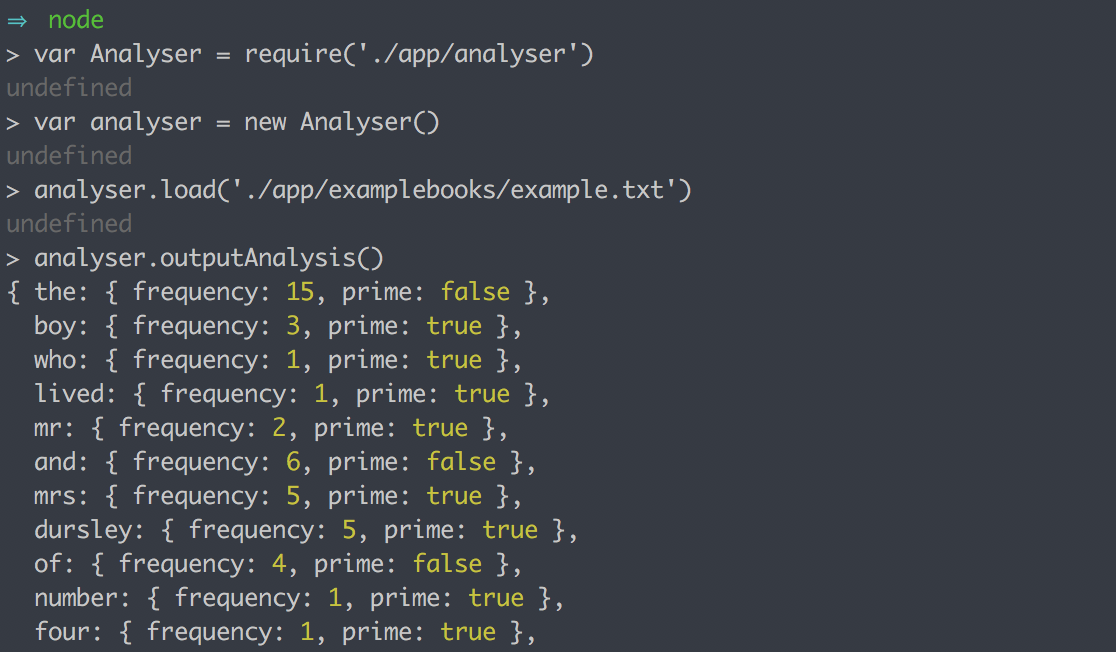 ⇒ node
> var Analyser = require('./app/analyser')
undefined
> var analyser = new Analyser()
undefined
> analyser.load('./app/examplebooks/example.txt')
undefined
> analyser.outputAnalysis()
{ the: { frequency: 15, prime: false },
  boy: { frequency: 3, prime: true },
  who: { frequency: 1, prime: true },
  lived: { frequency: 1, prime: true },
  mr: { frequency: 2, prime: true },
  and: { frequency: 6, prime: false },
  mrs: { frequency: 5, prime: true },
  dursley: { frequency: 5, prime: true },
  of: { frequency: 4, prime: false },
  number: { frequency: 1, prime: true },
  four: { frequency: 1, prime: true },